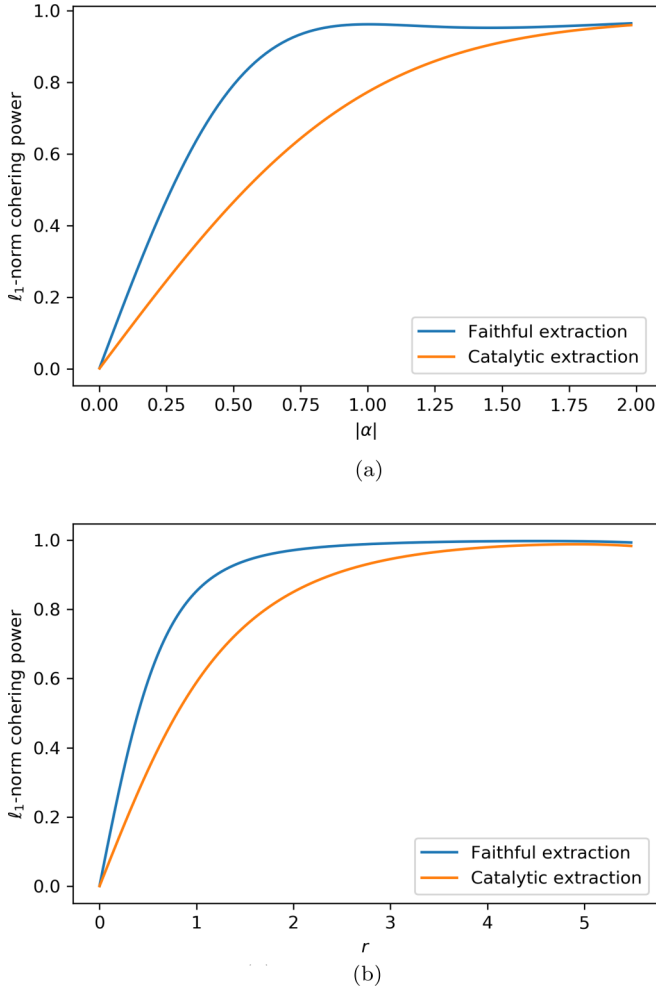 1.0
0.8
0.6
0.4
0.2
0.0
ℓ₁-norm cohering power
Faithful extraction
Catalytic extraction
0.00 0.25 0.50 0.75 1.00 1.25 1.50 1.75 2.00
|α|
(a)
1.0
0.8
0.6
0.4
0.2
0.0
ℓ₁-norm cohering power
Faithful extraction
Catalytic extraction
0 1 2 3 4 5
r
(b)